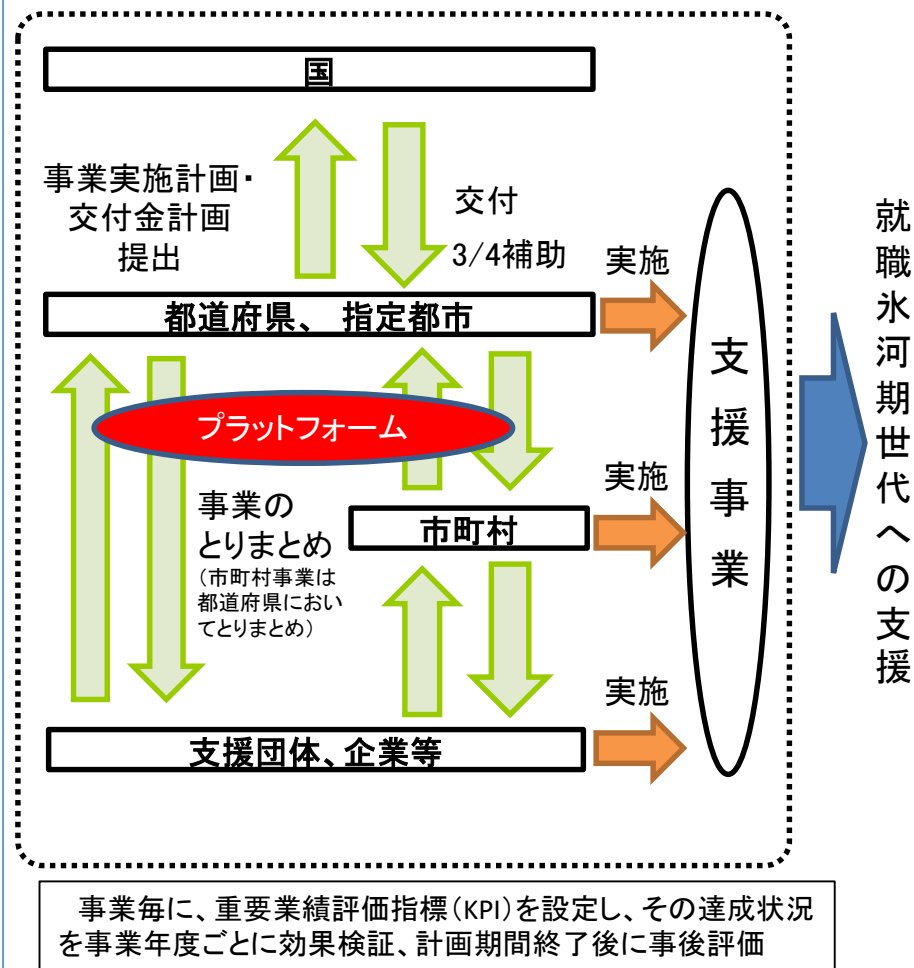 国
事業実施計画・
交付金計画
提出
交付
3/4補助
実施
都道府県、 指定都市
プラットフォーム
事業の
とりまとめ
（市町村事業は
都道府県におい
てとりまとめ）
実施
市町村
実施
支援団体、企業等
支援事業
就職氷河期世代への支援
事業毎に、重要業績評価指標（KPI）を設定し、その達成状況
を事業年度ごとに効果検証、計画期間終了後に事後評価